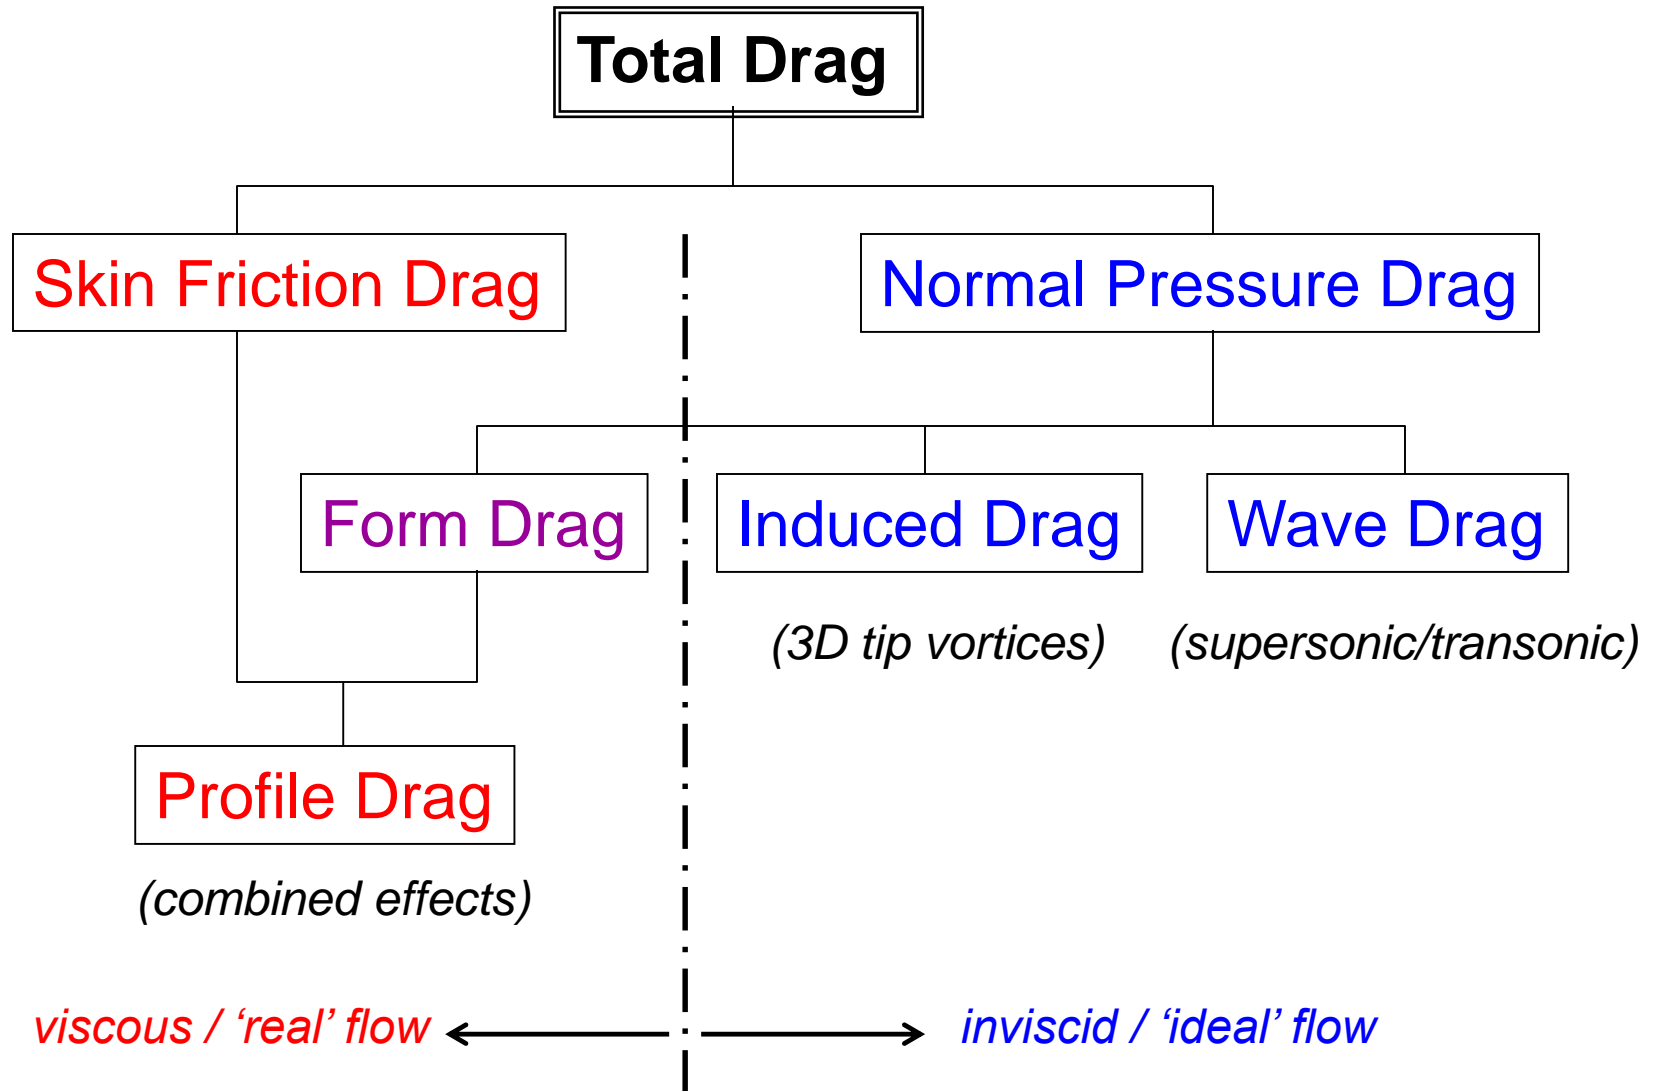 Total Drag
Skin Friction Drag
Normal Pressure Drag
Form Drag
Induced Drag
Wave Drag
(3D tip vortices)
(supersonic/transonic)
Profile Drag
(combined effects)
viscous / ‘real’ flow
inviscid / ‘ideal’ flow